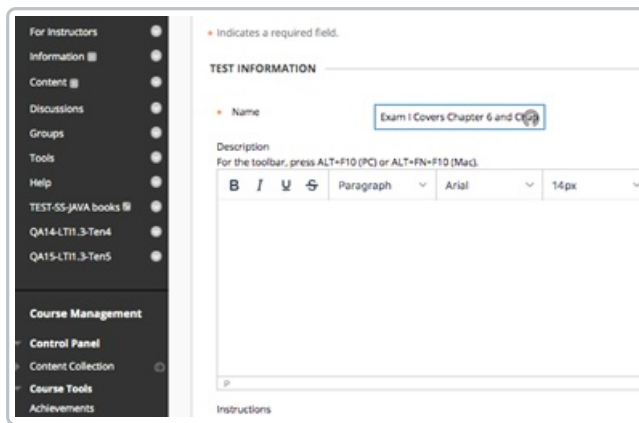 For Instructors
Information
Content
Discussions
Groups
Tools
Help
TEST-SS-JAVA books
QA14-LTI1.3-Ten4
QA15-LTI1.3-Ten5
Course Management
Control Panel
Content Collection
Course Tools
Achievements
* Indicates a required field.
TEST INFORMATION
* Name
Exam I Covers Chapter 6 and Chap
Description
For the toolbar, press ALT+F10 (PC) or ALT+FN+F10 (Mac).
B I U S Paragraph Arial 14px
P
Instructions